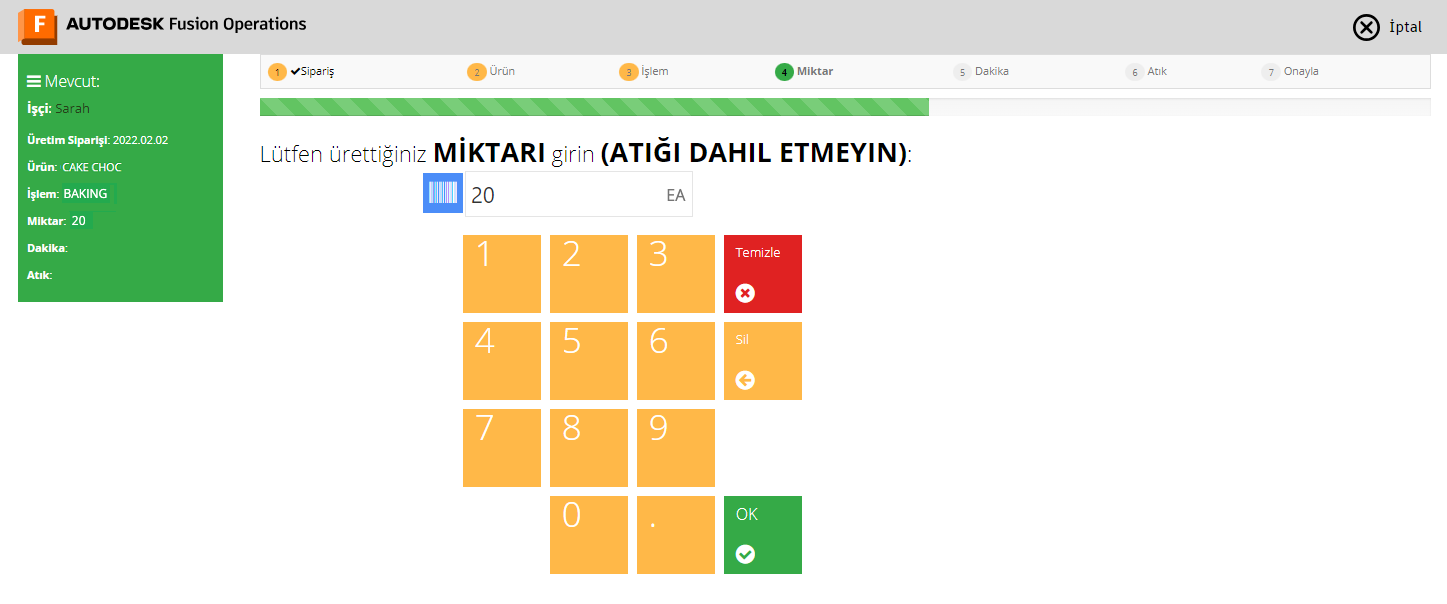 F AUTODESK Fusion Operations
İptal
Mevcut:
İşçi: Sarah
Üretim Siparişi: 2022.02.02
Ürün: CAKE CHOC
İşlem: BAKING
Miktar: 20
Dakika:
Atık:
1 Sipariş 2 Ürün 3 İşlem 4 Miktar 5 Dakika 6 Atık 7 Onayla
Lütfen ürettiğiniz MİKTARI girin (ATIĞI DAHIL ETMEYIN):
20 EA
1 2 3 Temizle
4 5 6 Sil
7 8 9
0 . OK